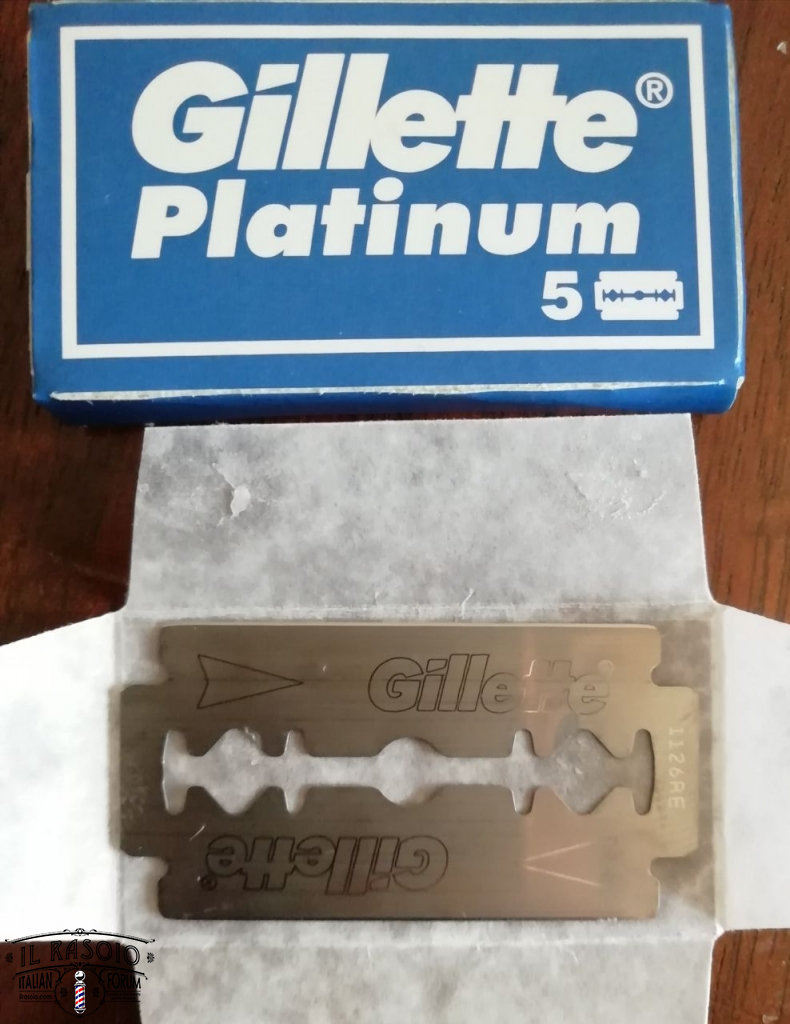 Gillette®
Platinum
5
Gillette®
1126AE
Gillette®
IL RASOIO
ITALIAN FORUM